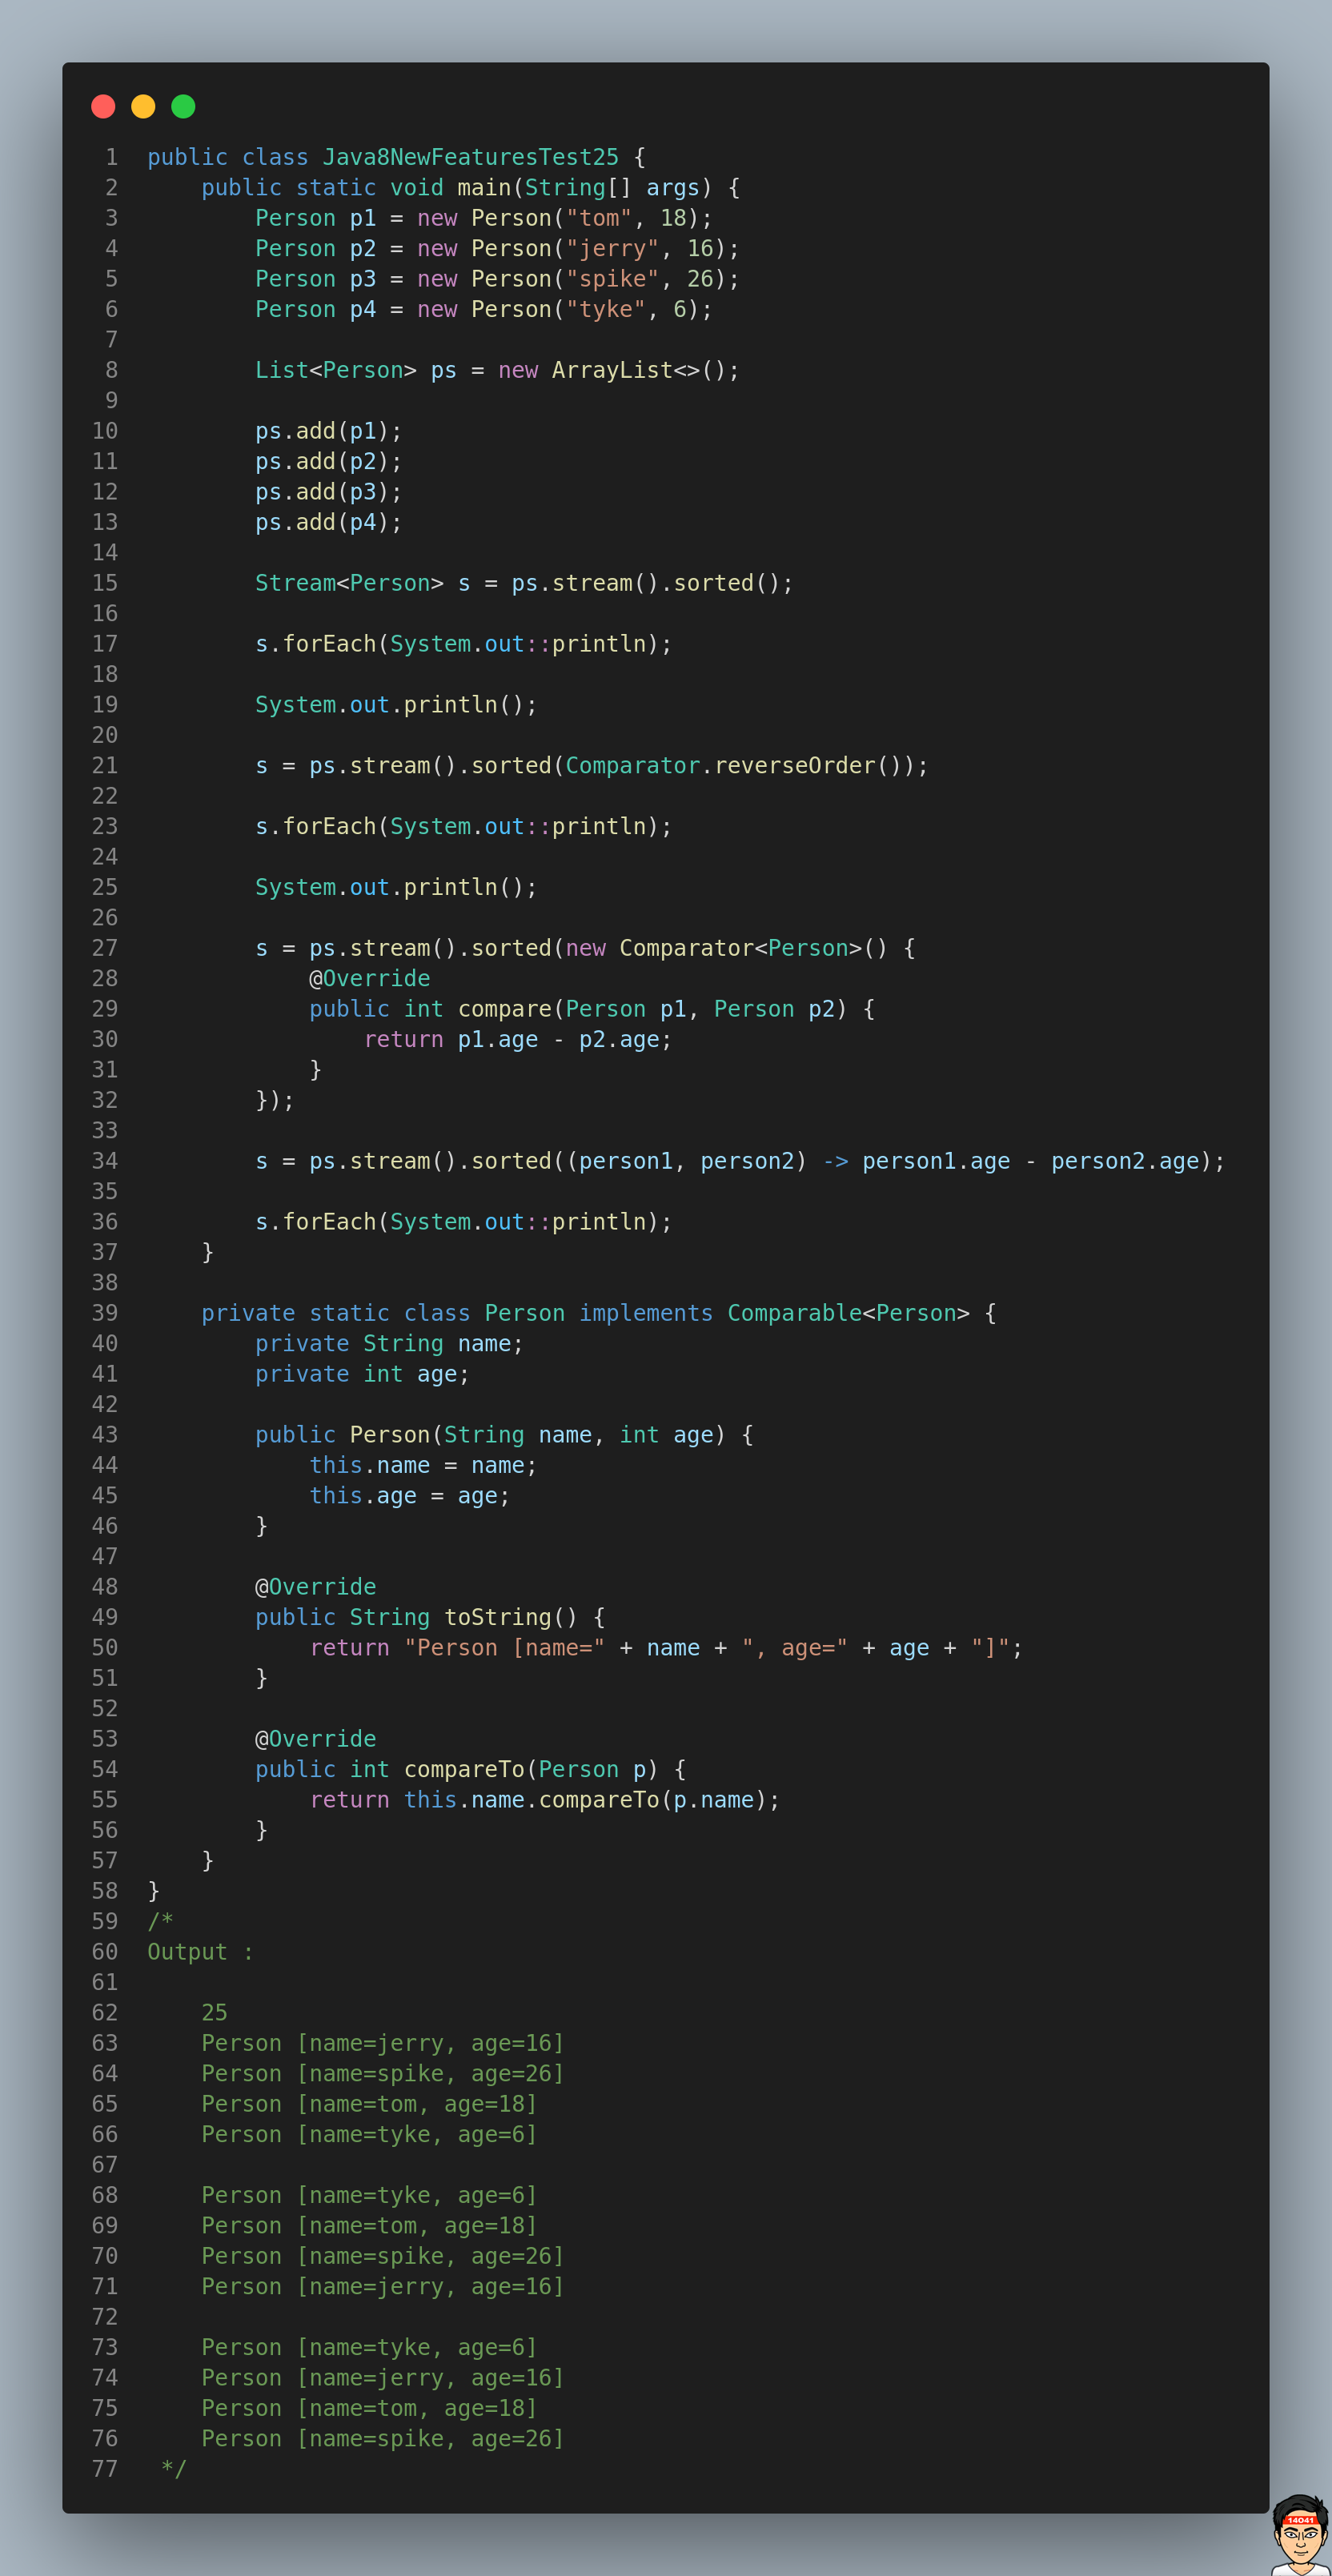 1 public class Java8NewFeaturesTest25 {
2     public static void main(String[] args) {
3         Person p1 = new Person("tom", 18);
4         Person p2 = new Person("jerry", 16);
5         Person p3 = new Person("spike", 26);
6         Person p4 = new Person("tyke", 6);
7
8         List<Person> ps = new ArrayList<>();
9
10         ps.add(p1);
11         ps.add(p2);
12         ps.add(p3);
13         ps.add(p4);
14
15         Stream<Person> s = ps.stream().sorted();
16
17         s.forEach(System.out::println);
18
19         System.out.println();
20
21         s = ps.stream().sorted(Comparator.reverseOrder());
22
23         s.forEach(System.out::println);
24
25         System.out.println();
26
27         s = ps.stream().sorted(new Comparator<Person>() {
28             @Override
29             public int compare(Person p1, Person p2) {
30                 return p1.age - p2.age;
31             }
32         });
33
34         s = ps.stream().sorted((person1, person2) -> person1.age - person2.age);
35
36         s.forEach(System.out::println);
37     }
38
39     private static class Person implements Comparable<Person> {
40         private String name;
41         private int age;
42
43         public Person(String name, int age) {
44             this.name = name;
45             this.age = age;
46         }
47
48         @Override
49         public String toString() {
50             return "Person [name=" + name + ", age=" + age + "]";
51         }
52
53         @Override
54         public int compareTo(Person p) {
55             return this.name.compareTo(p.name);
56         }
57     }
58 }
59 /*
60 Output :
61
62     25
63     Person [name=jerry, age=16]
64     Person [name=spike, age=26]
65     Person [name=tom, age=18]
66     Person [name=tyke, age=6]
67
68     Person [name=tyke, age=6]
69     Person [name=tom, age=18]
70     Person [name=spike, age=26]
71     Person [name=jerry, age=16]
72
73     Person [name=tyke, age=6]
74     Person [name=jerry, age=16]
75     Person [name=tom, age=18]
76     Person [name=spike, age=26]
77  */
14041